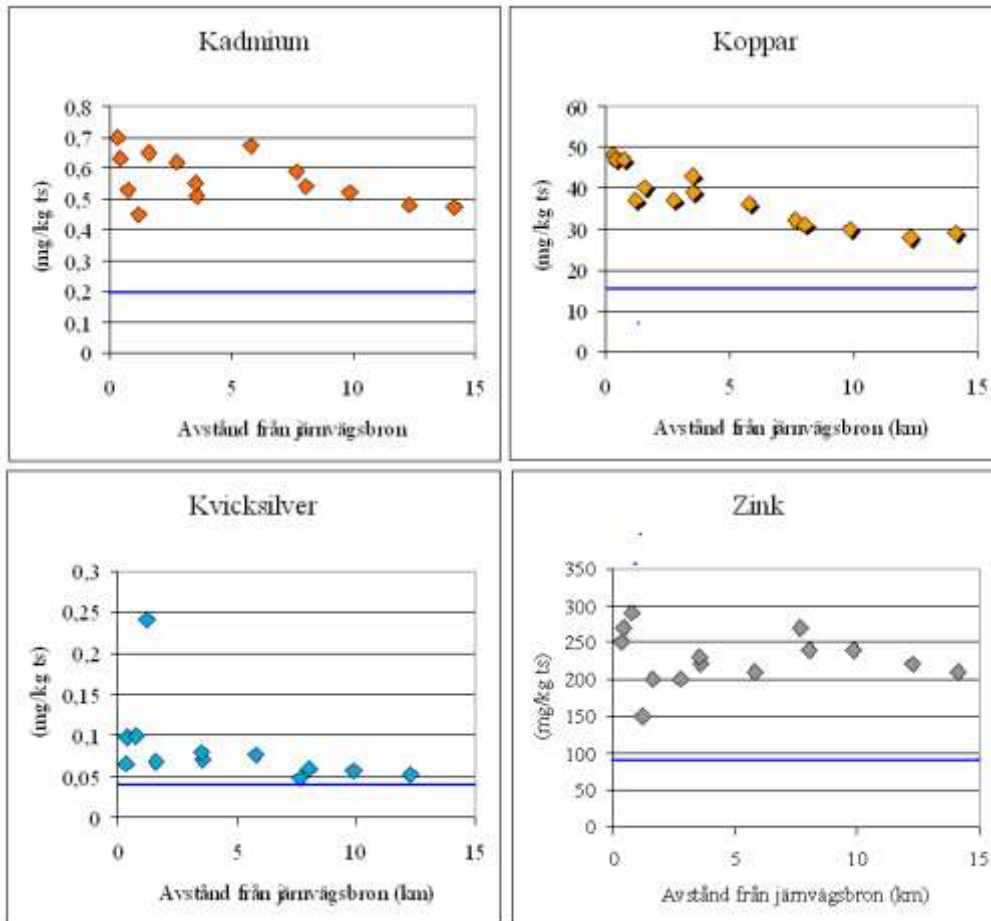 Kadmium
(mg/kg ts)
0,8
0,7
0,6
0,5
0,4
0,3
0,2
0,1
0
0 5 10 15
Avstånd från järnvägsbron
Koppar
(mg/kg ts)
60
50
40
30
20
10
0
0 5 10 15
Avstånd från järnvägsbron (km)
Kvicksilver
(mg/kg ts)
0,3
0,25
0,2
0,15
0,1
0,05
0
0 5 10 15
Avstånd från järnvägsbron (km)
Zink
(mg/kg ts)
350
300
250
200
150
100
50
0
0 5 10 15
Avstånd från järnvägsbron (km)